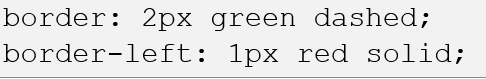 border: 2px green dashed;
border-left: 1px red solid;